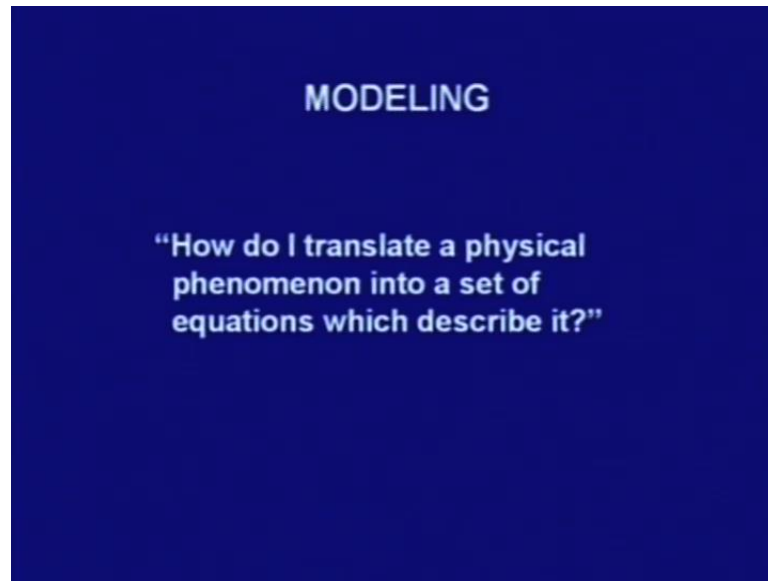 MODELING
“How do I translate a physical
phenomenon into a set of
equations which describe it?”